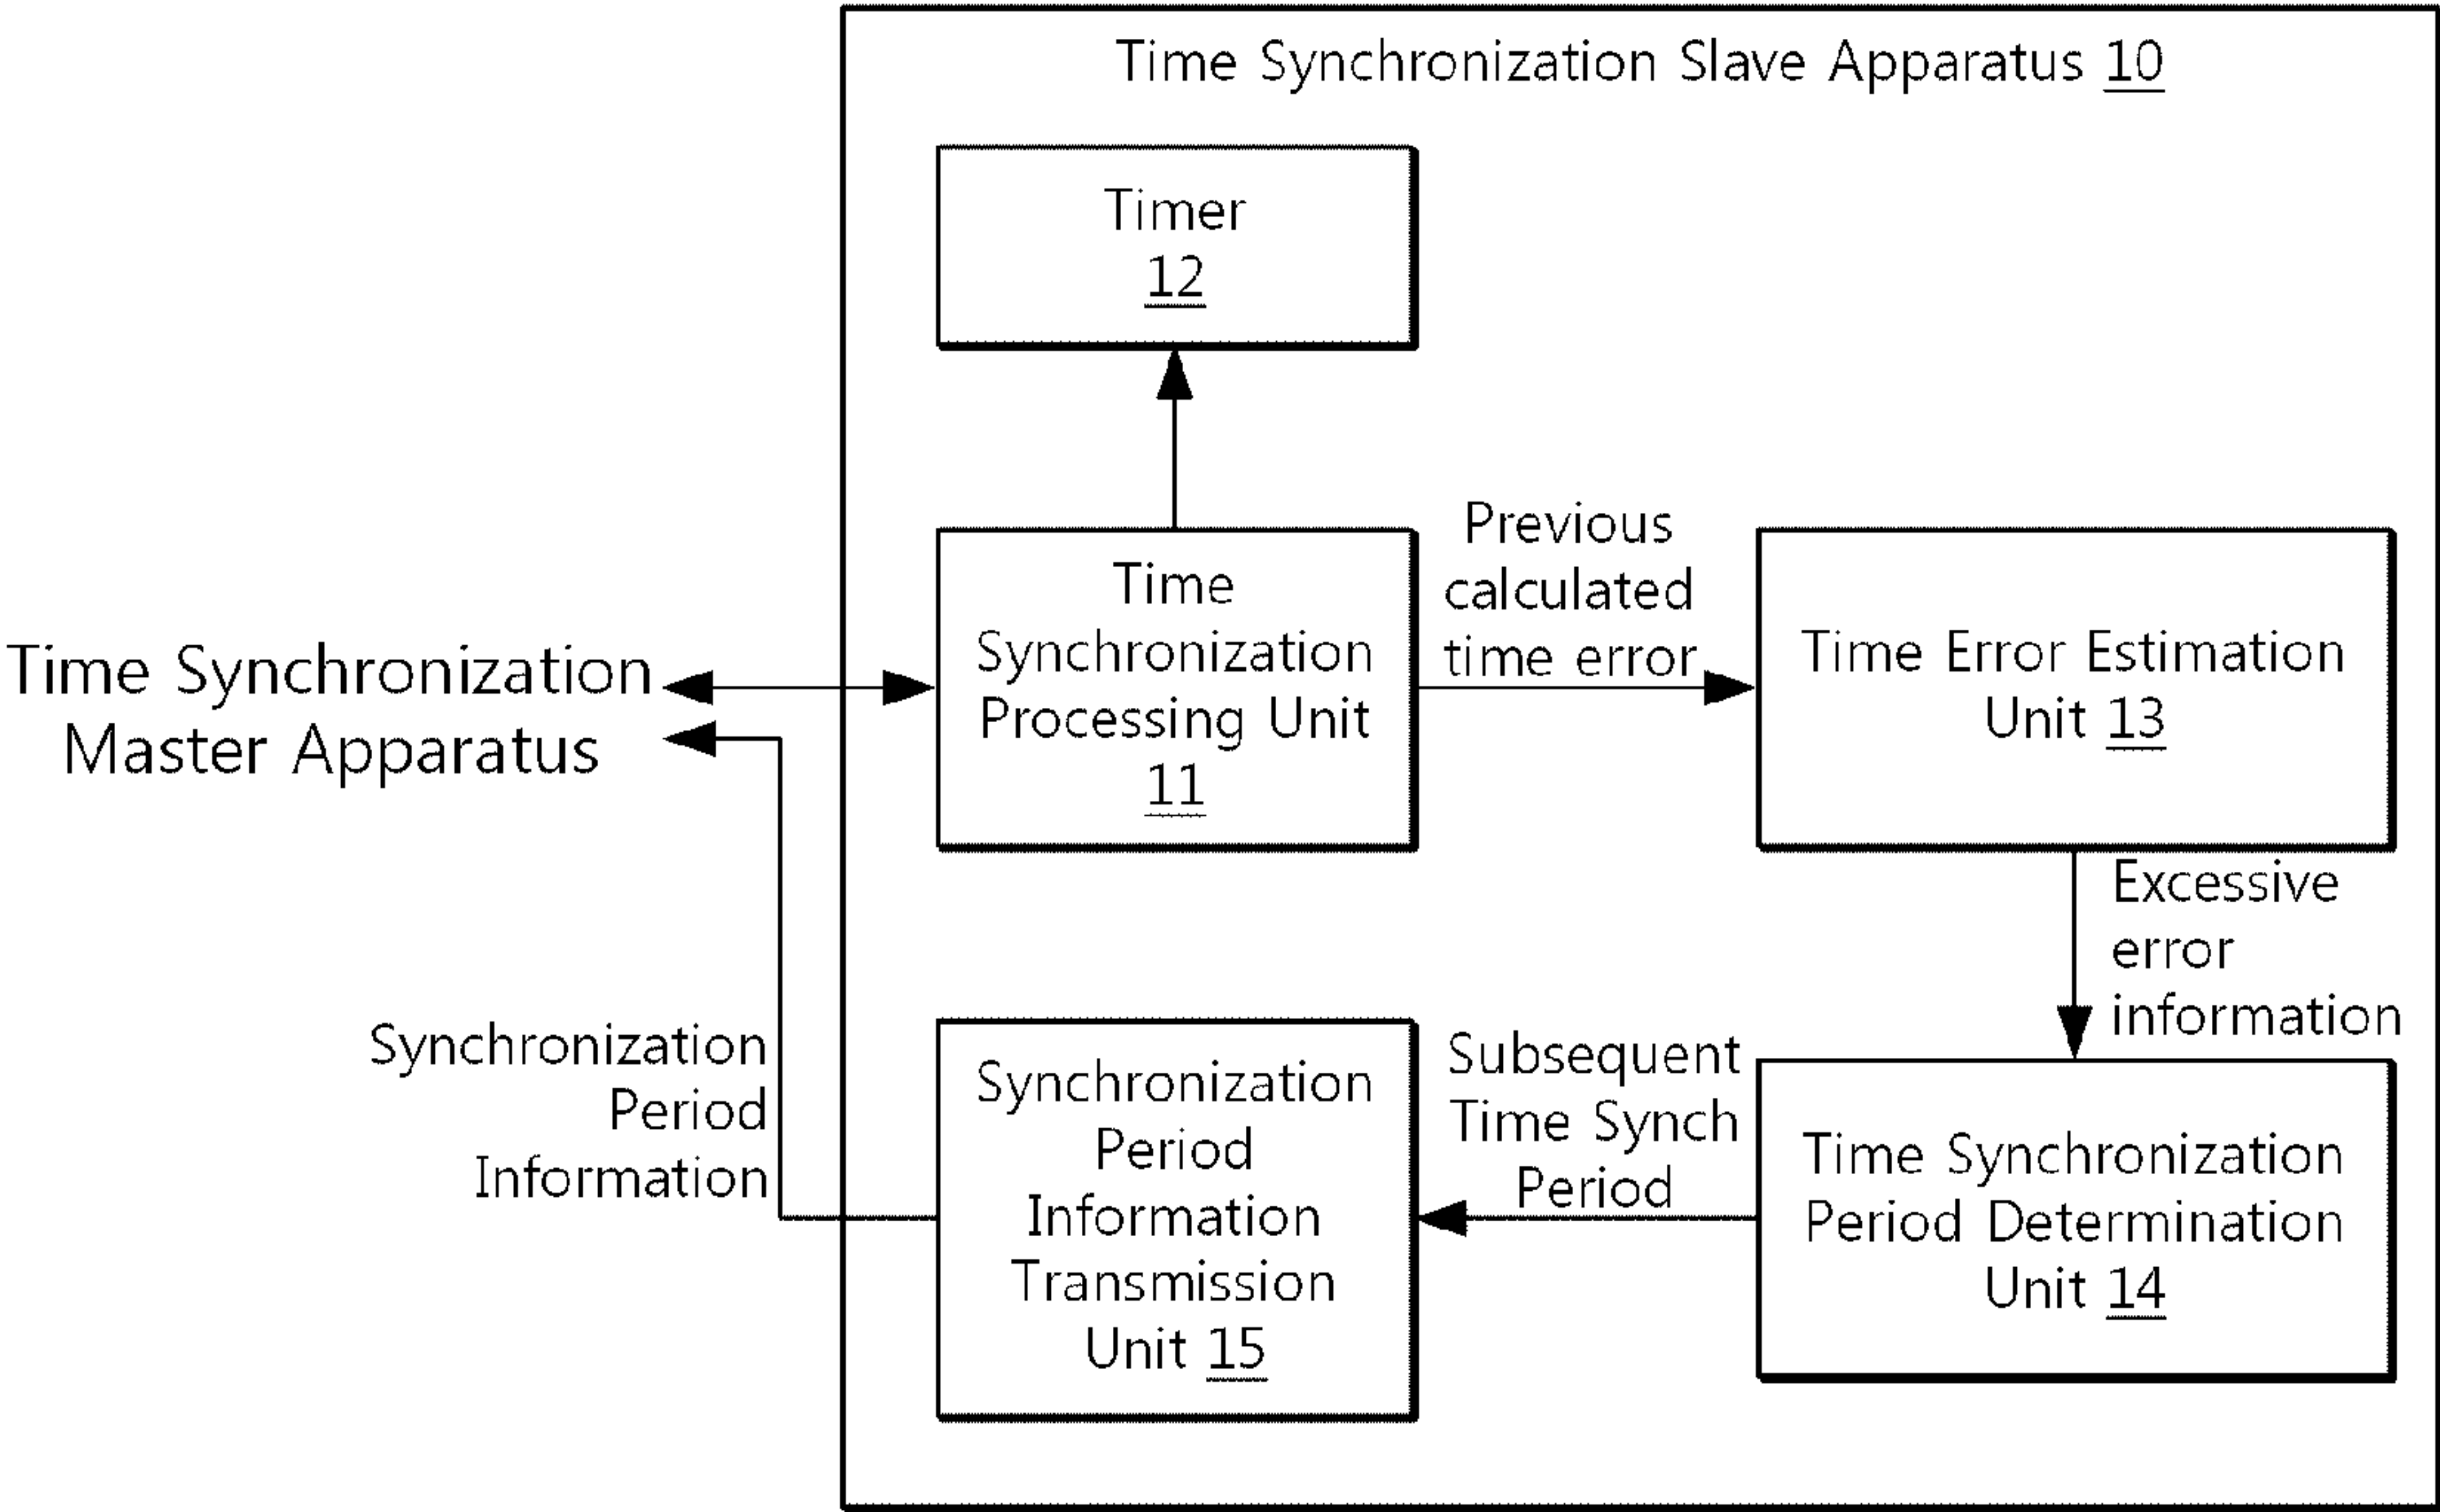 Time Synchronization Slave Apparatus 10
Timer
12
Time
Synchronization
Processing Unit
11
Previous
calculated
time error
Time Error Estimation
Unit 13
Time Synchronization
Master Apparatus
Excessive
error
information
Synchronization
Period
Information
Synchronization
Period
Information
Transmission
Unit 15
Subsequent
Time Synch
Period
Time Synchronization
Period Determination
Unit 14